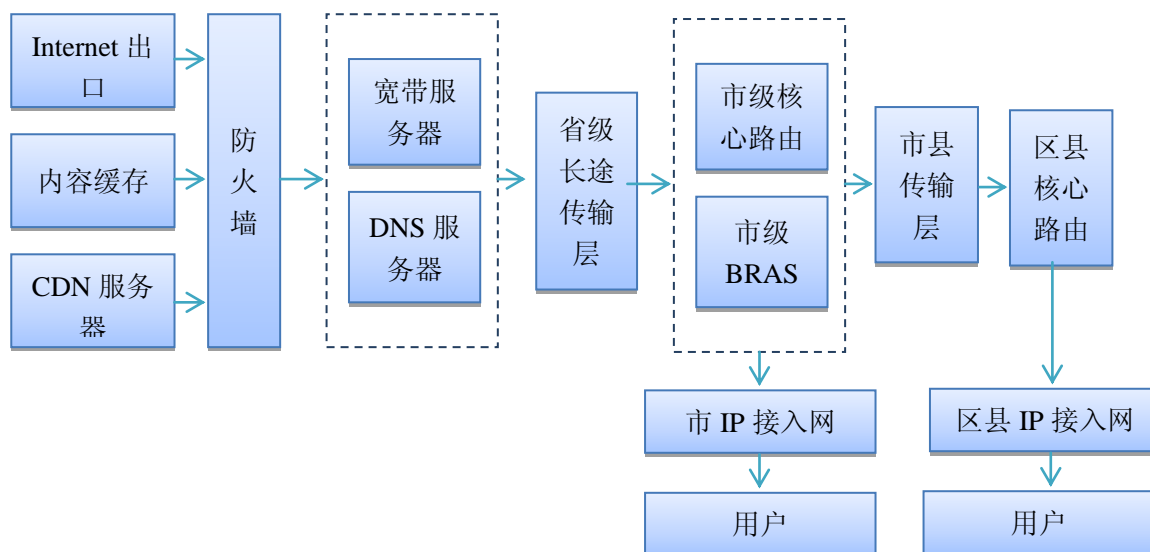 Internet 出
口
内容缓存
CDN 服务
器
防
火
墙
宽带服
务器
DNS 服
务器
省级
长途
传输
层
市级核
心路由
市级
BRAS
市县
传输
层
区县
核心
路由
市 IP 接入网
区县 IP 接入网
用户
用户